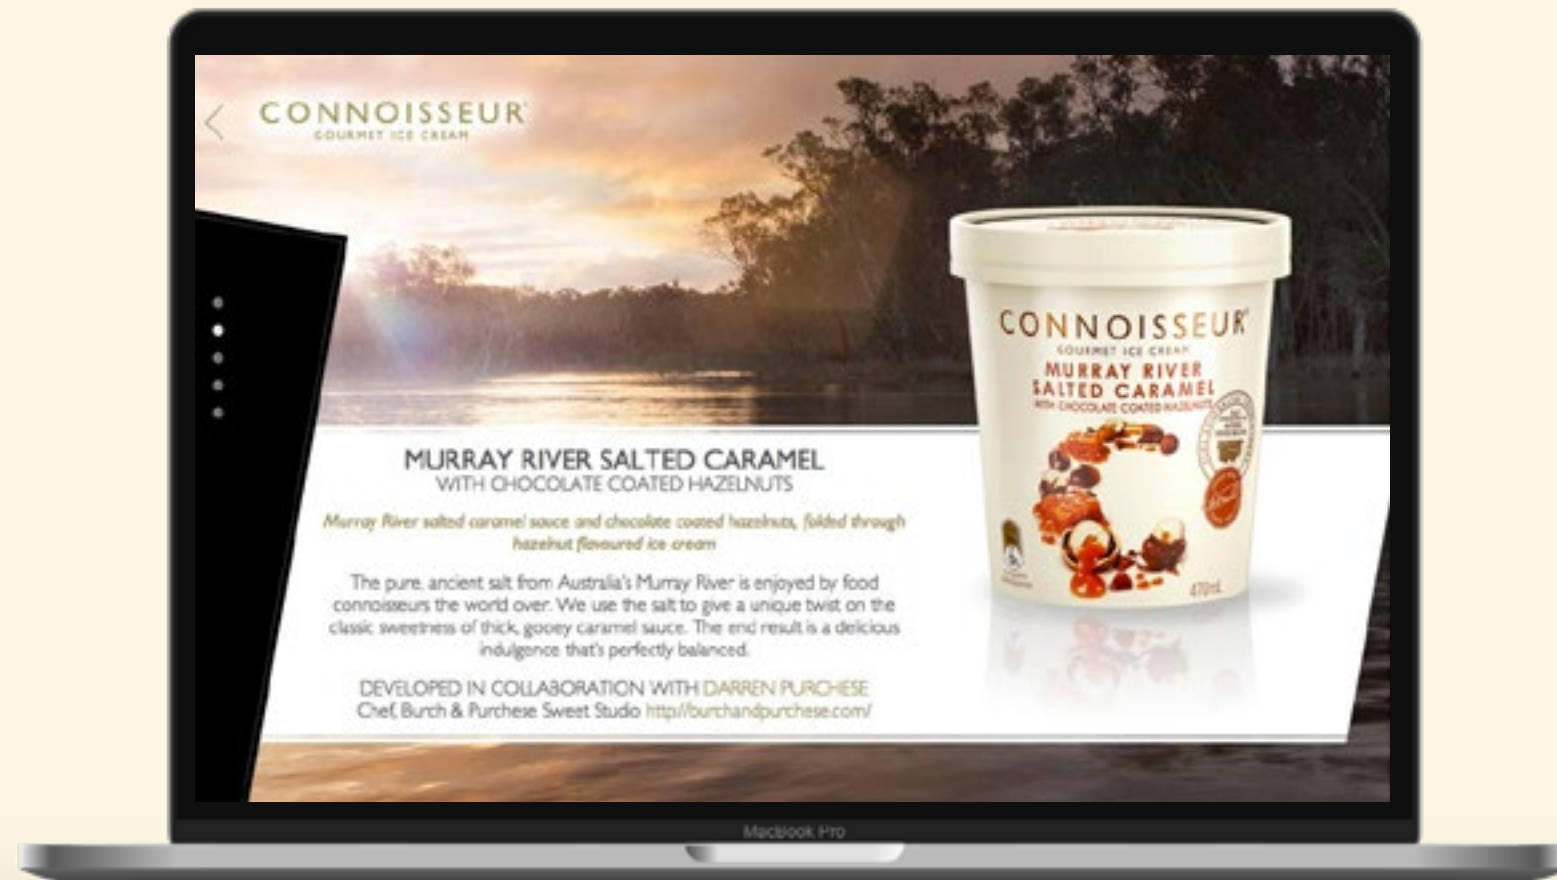 CONNOISSEUR
GOURMET ICE CREAM
CONNOISSEUR
GOURMET ICE CREAM
MURRAY RIVER
SALTED CARAMEL
WITH CHOCOLATE COATED HAZELNUTS
470mL
MURRAY RIVER SALTED CARAMEL
WITH CHOCOLATE COATED HAZELNUTS
Murray River salted caramel sauce and chocolate coated hazelnuts, folded through
hazelnut flavoured ice cream
The pure, ancient salt from Australia's Murray River is enjoyed by food
connoisseurs the world over. We use the salt to give a unique twist on the
classic sweetness of thick, gooey caramel sauce. The end result is a delicious
indulgence that's perfectly balanced.
DEVELOPED IN COLLABORATION WITH DARREN PURCHESE
Chef, Burch & Purchese Sweet Studio http://burchandpurchese.com/
MacBook Pro